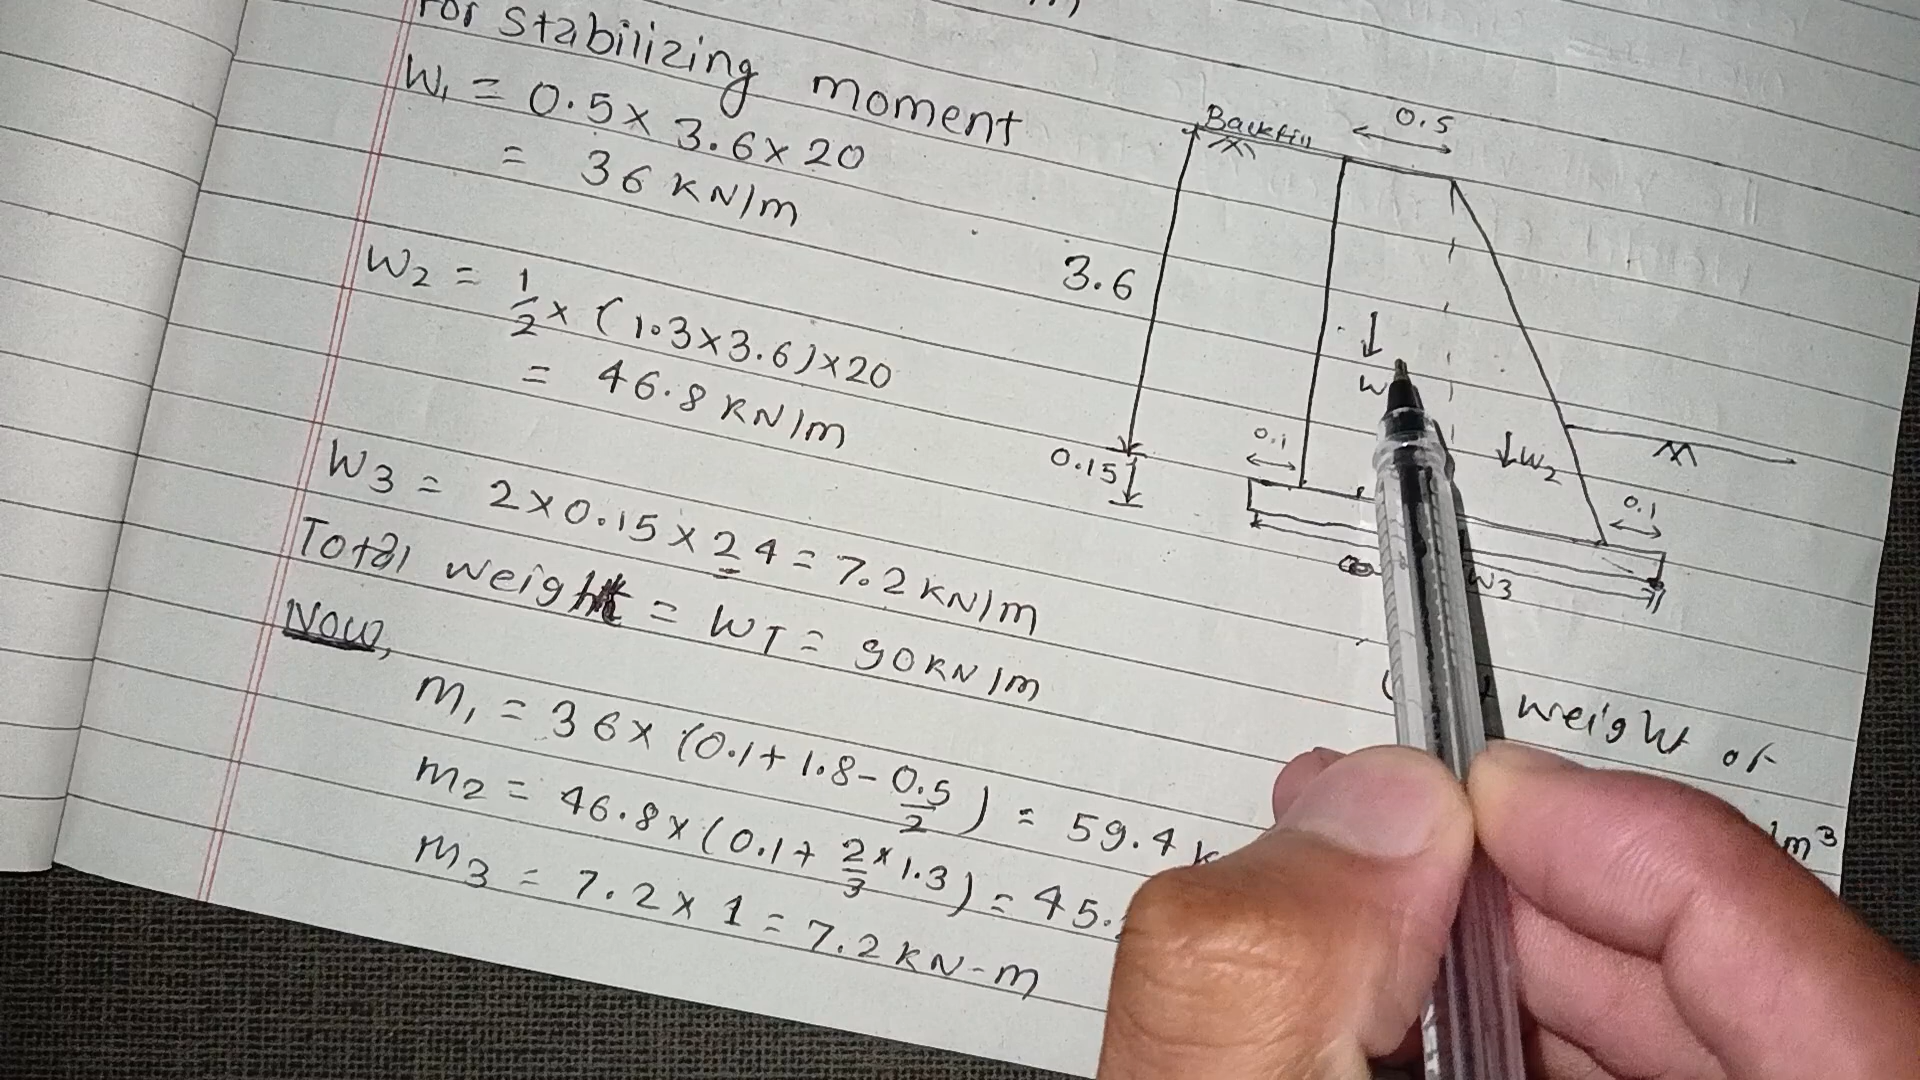 For stabilizing moment
W1 = 0.5 x 3.6 x 20
= 36 KN/m
W2 = 1/2 x (1.3x3.6) x 20
= 46.8 KN/m
W3 = 2 x 0.15 x 24 = 7.2 KN/m
Total weight = WT = 90 KN/m
Now,
M1 = 36 x (0.1 + 1.8 - 0.5/2) = 59.4 K
M2 = 46.8 x (0.1 + 2/3 x 1.3) = 45.
M3 = 7.2 x 1 = 7.2 KN-m
Backfill
0.5
3.6
W
0.1
0.15
W2
0.1
W3
weight of
/m3